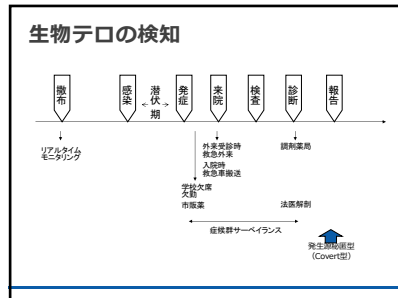 生物テロの検知
撒布
感染
潜伏期
発症
来院
検査
診断
報告
リアルタイム
モニタリング
外来受診時
救急外来
入院時
救急車搬送
調剤薬局
学校欠席
欠勤
市販薬
法医解剖
症候群サーベイランス
発生源秘匿型
(Covert型)